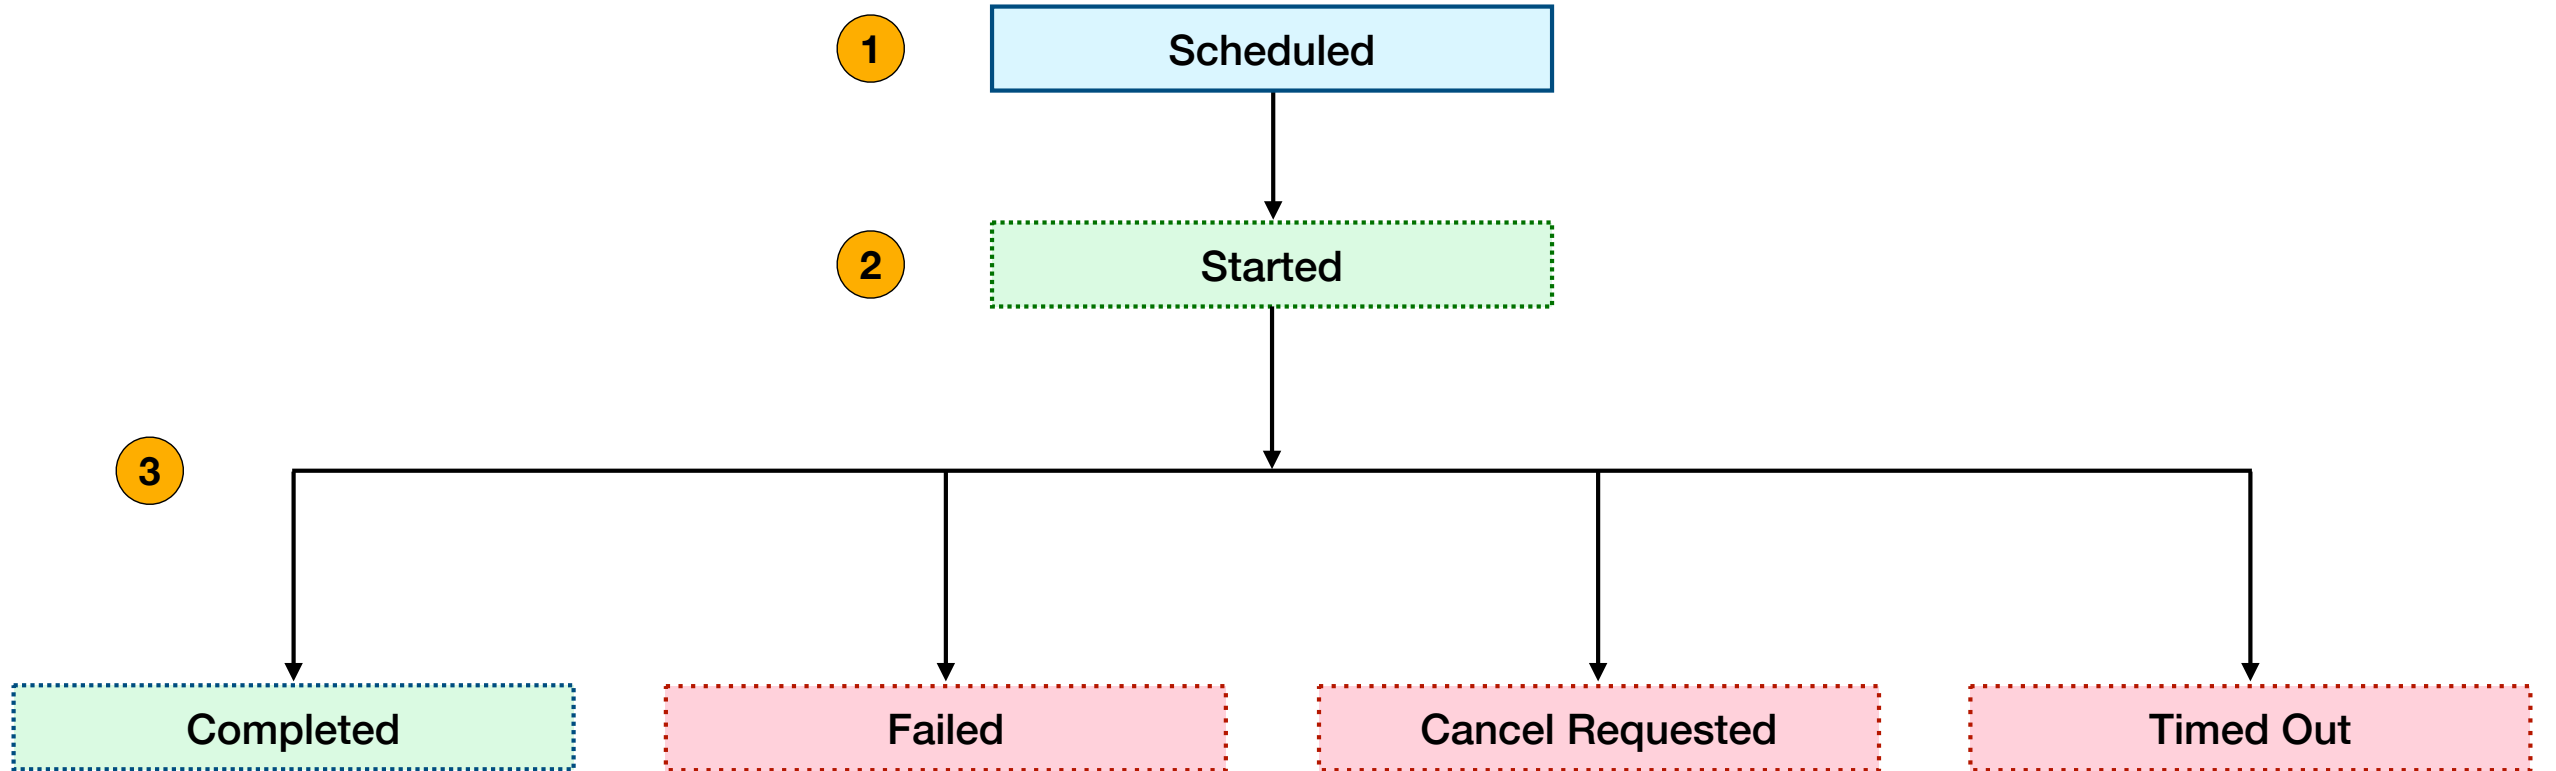 1
Scheduled
2
Started
3
Completed
Failed
Cancel Requested
Timed Out